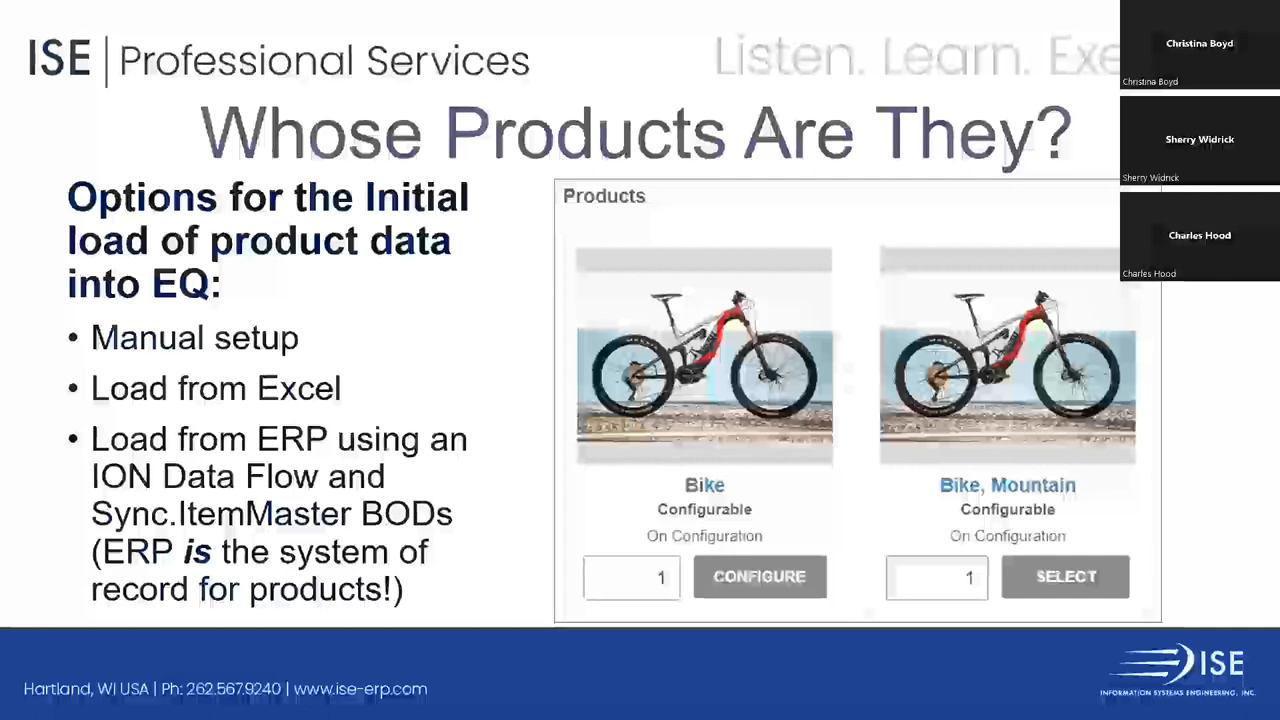 ISE | Professional Services
Listen. Learn. Exe
Whose Products Are They?
Options for the Initial
load of product data
into EQ:
• Manual setup
• Load from Excel
• Load from ERP using an
ION Data Flow and
Sync.ItemMaster BODs
(ERP is the system of
record for products!)
Products
Bike
Configurable
On Configuration
1
CONFIGURE
Bike, Mountain
Configurable
On Configuration
1
SELECT
Christina Boyd
Christina Boyd
Sherry Widrick
Sherry Widrick
Charles Hood
Charles Hood
Hartland, WI USA | Ph: 262.567.9240 | www.ise-erp.com
ISE
INFORMATION SYSTEMS ENGINEERING, INC.